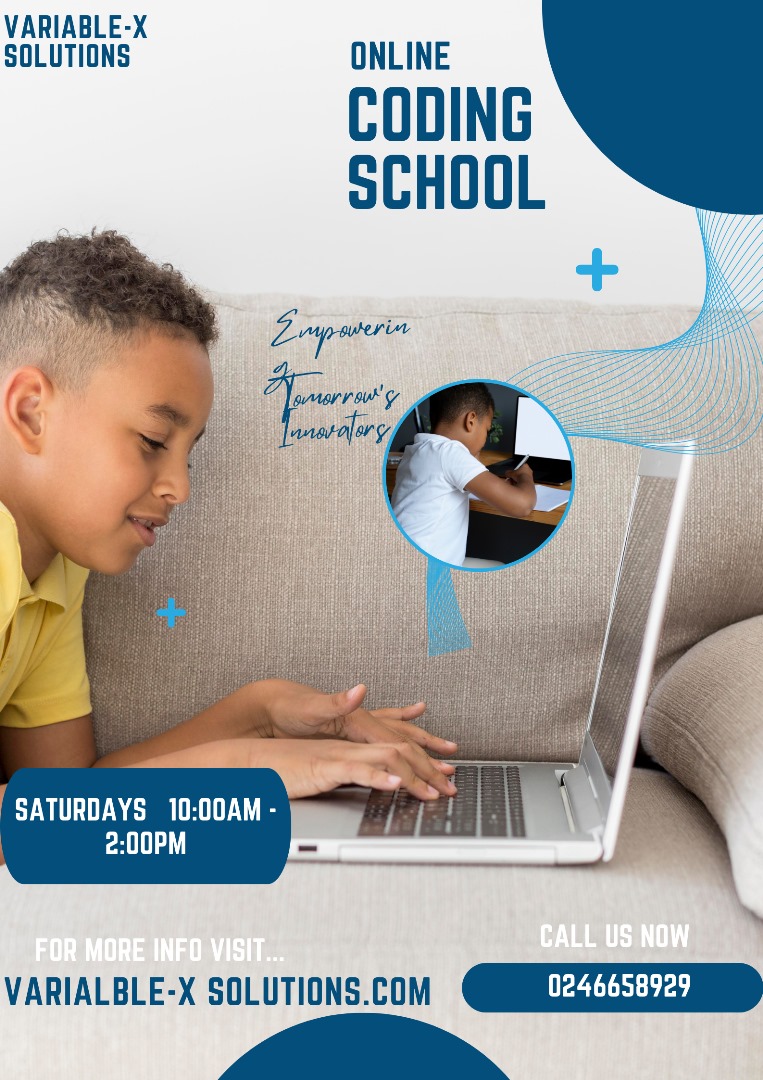 VARIABLE-X
SOLUTIONS
ONLINE
CODING
SCHOOL
Empowerin
g
Tomorrow's
Innovators
SATURDAYS 10:00AM -
2:00PM
FOR MORE INFO VISIT...
VARIALBLE-X SOLUTIONS.COM
CALL US NOW
0246658929